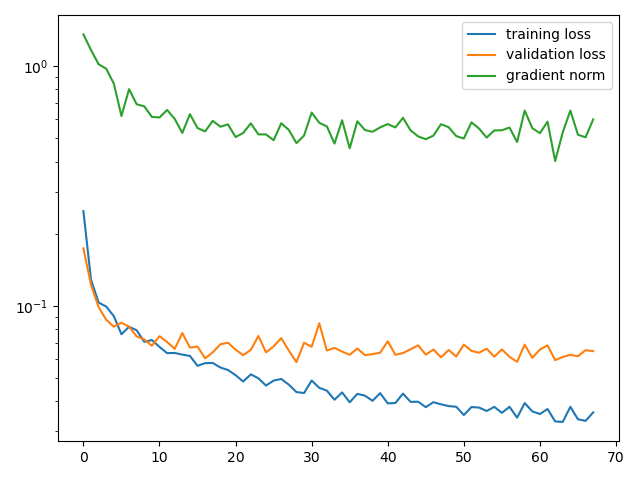 training loss
validation loss
gradient norm
10⁰
10⁻¹
0 10 20 30 40 50 60 70